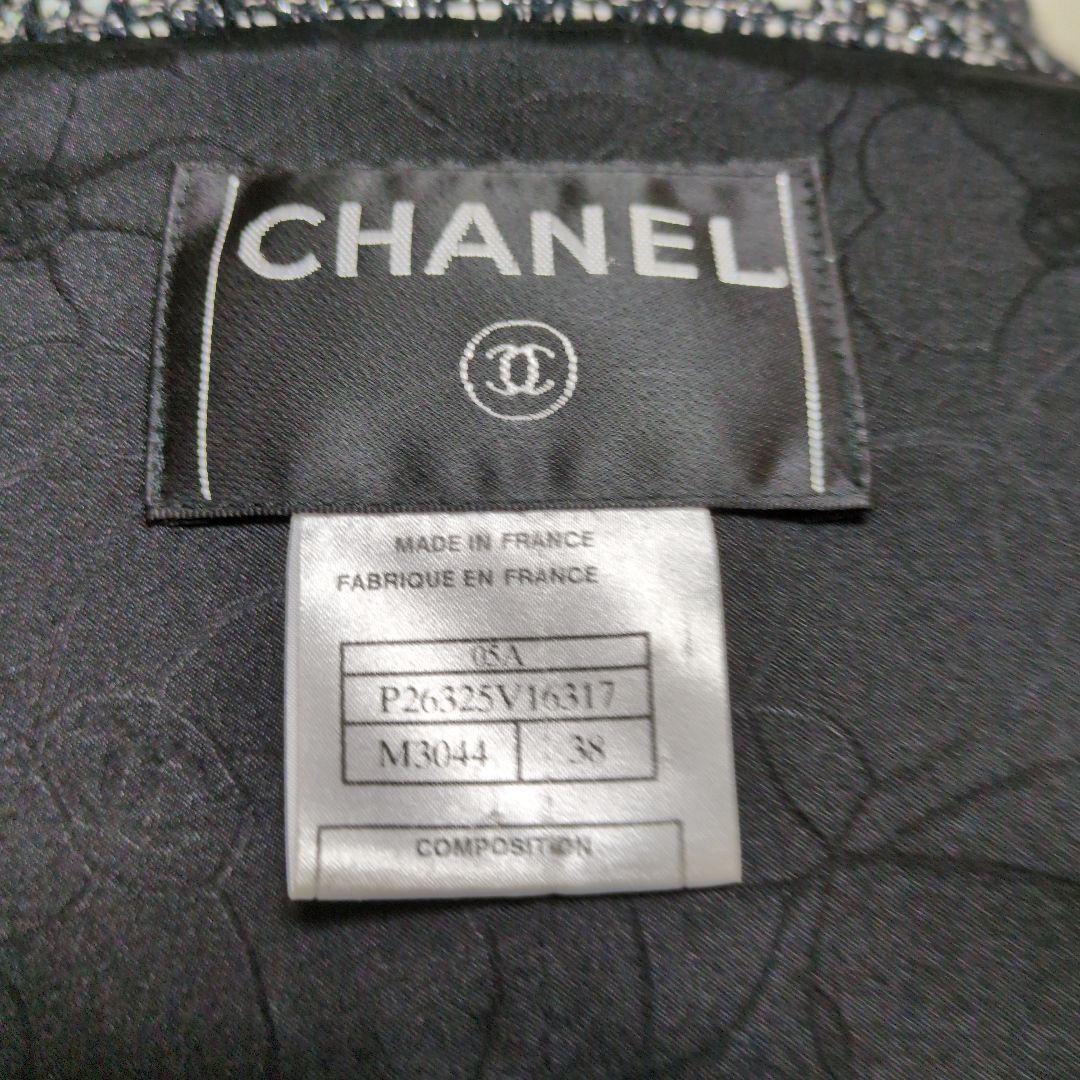 CHANEL
MADE IN FRANCE
FABRIQUE EN FRANCE
05A
P26325V16317
M3044 38
COMPOSITION